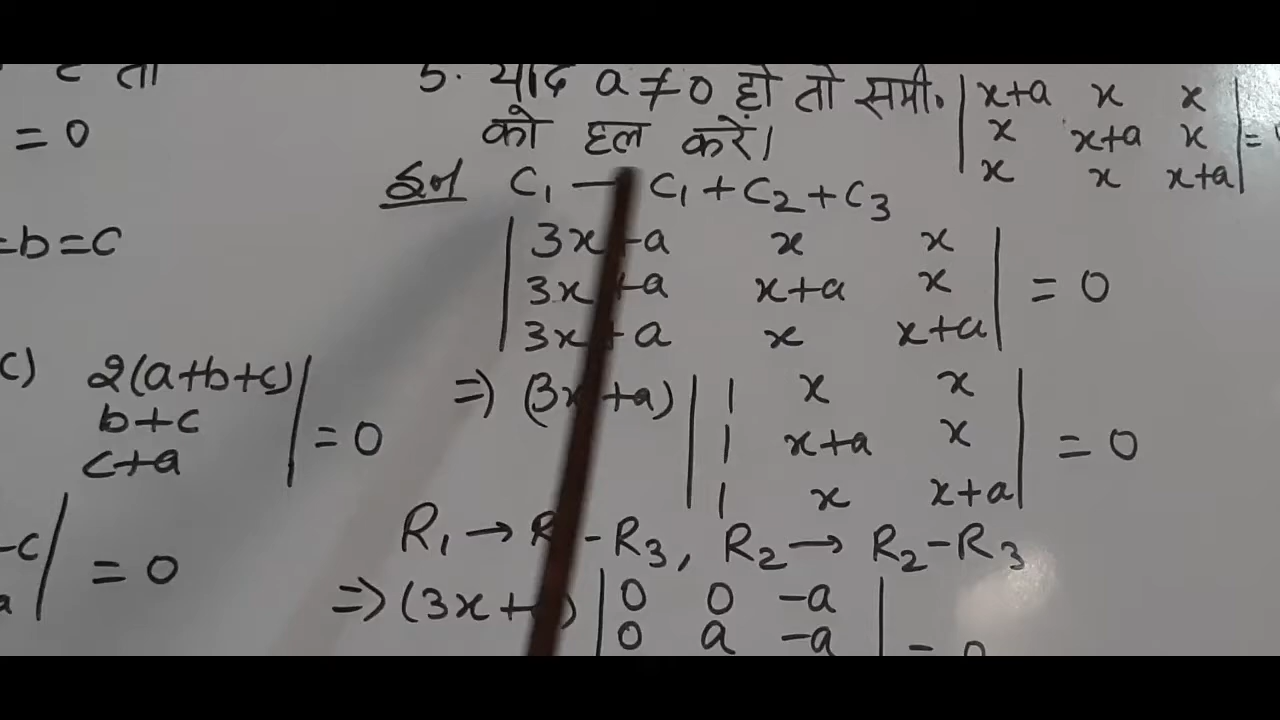 c तो
= 0
=b=c
c) 2(a+b+c)
b+c
c+a
| = 0
-c
a | = 0
5. यदि a ≠ 0 हो तो समी. | x+a x x
x x+a x
x x x+a | =
को हल करें।
हल C₁ → C₁ + C₂ + C₃
| 3x+a x x
3x+a x+a x
3x+a x x+a | = 0
=> (3x+a) | 1 x x
1 x+a x
1 x x+a | = 0
R₁ → R - R₃, R₂ → R₂ - R₃
=> (3x+ ) | 0 0 -a
0 a -a | =